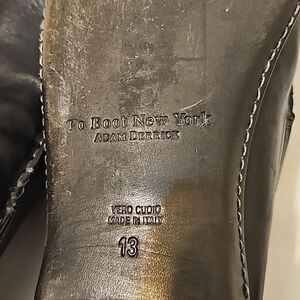 To Boot New York
ADAM DERRICK
VERO CUOIO
MADE IN ITALY
13